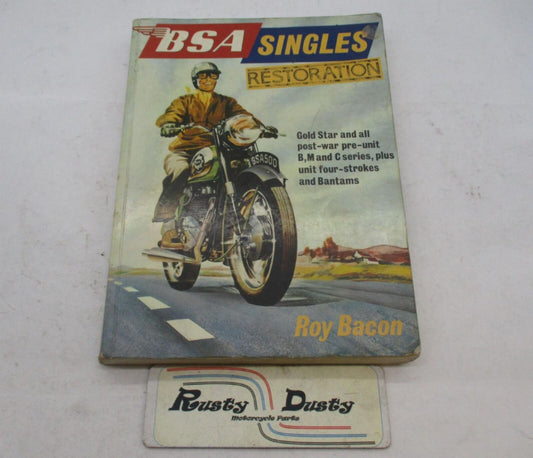 BSA SINGLES
RESTORATION
Gold Star and all
post-war pre-unit
B,M and C series, plus
unit four-strokes
and Bantams
BSA500
Roy Bacon
Rusty Dusty
Motorcycle Parts